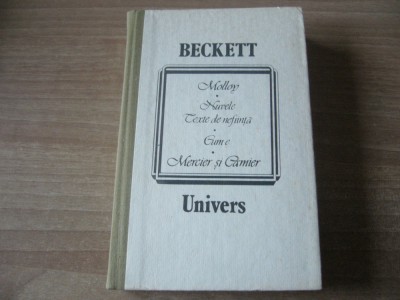 BECKETT
Molloy
Nuvele
Texte de neființă
Cum e
Mercier și Camier
Univers